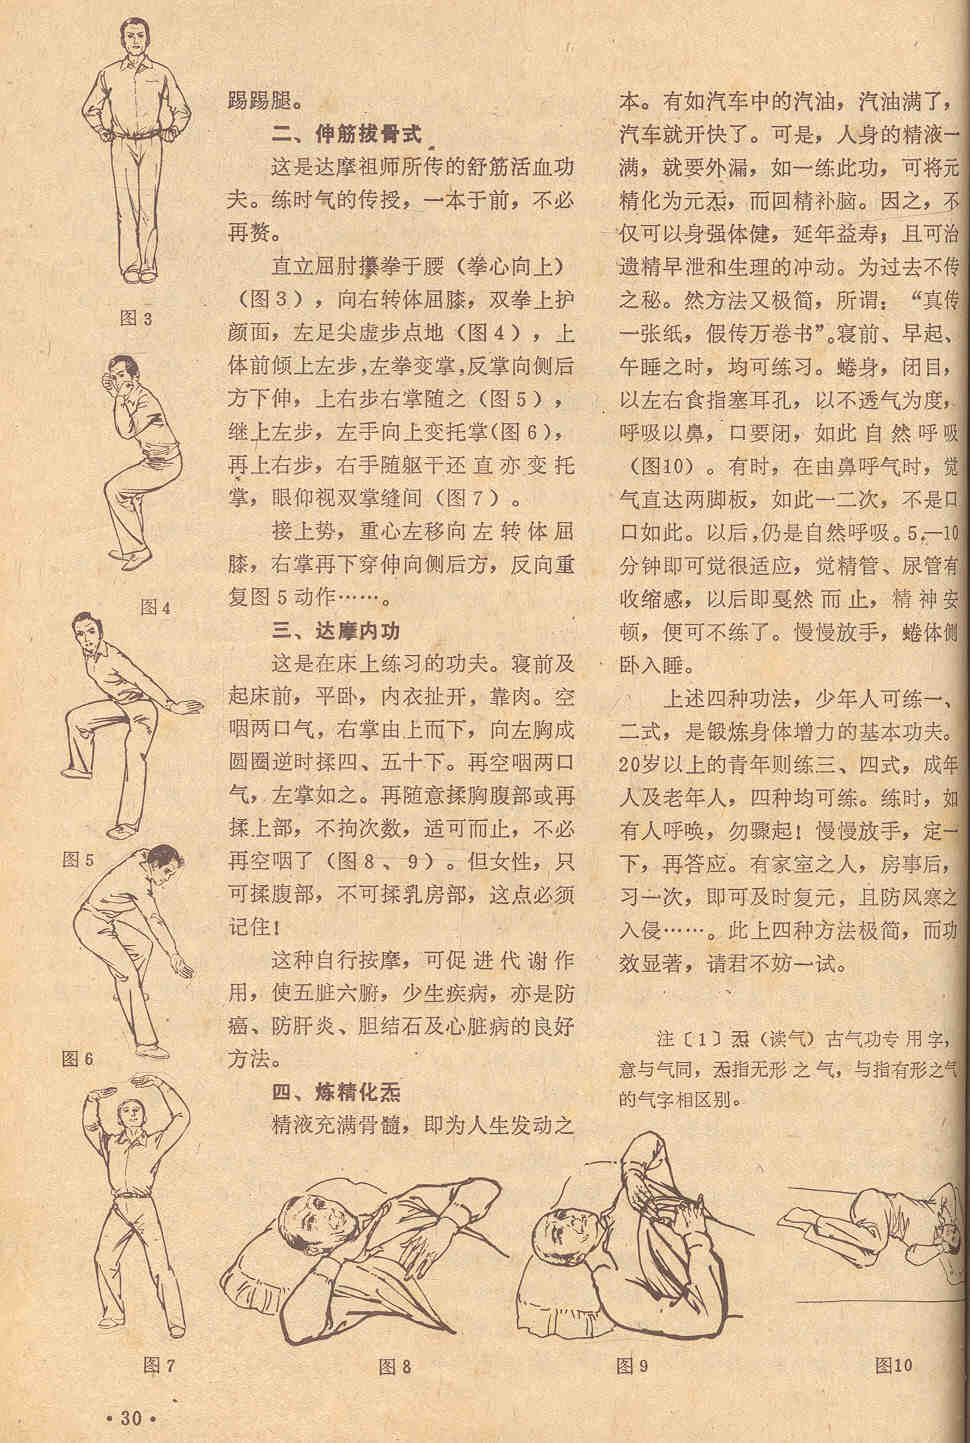 踢踢腿。
二、伸筋拔骨式
这是达摩祖师所传的舒筋活血功
夫。练时气的传授，一本于前，不必
再赘。
直立屈肘攥拳于腰（拳心向上）
（图3），向右转体屈膝，双拳上护
颜面，左足尖虚步点地（图4），上
体前倾上左步，左拳变掌，反掌向侧后
方下伸，上右步右掌随之（图5），
继上左步，左手向上变托掌（图6），
再上右步，右手随躯干还直亦变托
掌，眼仰视双掌缝间（图7）。
接上势，重心左移向左转体屈
膝，右掌再下穿伸向侧后方，反向重
复图5动作……。
三、达摩内功
这是在床上练习的功夫。寝前及
起床前，平卧，内衣扯开，靠肉。空
咽两口气，右掌由上而下，向左胸成
圆圈逆时揉四、五十下。再空咽两口
气，左掌如之。再随意揉胸腹部或再
揉上部，不拘次数，适可而止，不必
再空咽了（图8、9）。但女性，只
可揉腹部，不可揉乳房部，这点必须
记住！
这种自行按摩，可促进代谢作
用，使五脏六腑，少生疾病，亦是防
癌、防肝炎、胆结石及心脏病的良好
方法。
四、炼精化炁
精液充满骨髓，即为人生发动之
本。有如汽车中的汽油，汽油满了，
汽车就开快了。可是，人身的精液一
满，就要外漏，如一练此功，可将元
精化为元炁，而回精补脑。因之，不
仅可以身强体健，延年益寿；且可治
遗精早泄和生理的冲动。为过去不传
之秘。然方法又极简，所谓：“真传
一张纸，假传万卷书”。寝前、早起、
午睡之时，均可练习。蜷身，闭目，
以左右食指塞耳孔，以不透气为度，
呼吸以鼻，口要闭，如此自然呼吸
（图10）。有时，在由鼻呼气时，觉
气直达两脚板，如此一二次，不是口
口如此。以后，仍是自然呼吸。5—10
分钟即可觉很适应，觉精管、尿管有
收缩感，以后即戛然而止，精神安
顿，便可不练了。慢慢放手，蜷体侧
卧入睡。
上述四种功法，少年人可练一、
二式，是锻炼身体增力的基本功夫。
20岁以上的青年则练三、四式，成年
人及老年人，四种均可练。练时，如
有人呼唤，勿骤起！慢慢放手，定一
下，再答应。有家室之人，房事后，
习一次，即可及时复元，且防风寒之
入侵……。此上四种方法极简，而功
效显著，请君不妨一试。
注〔1〕炁（读气）古气功专用字，
意与气同，炁指无形之气，与指有形之气
的气字相区别。
图3
图4
图5
图6
图7
图8
图9
图10
·30·